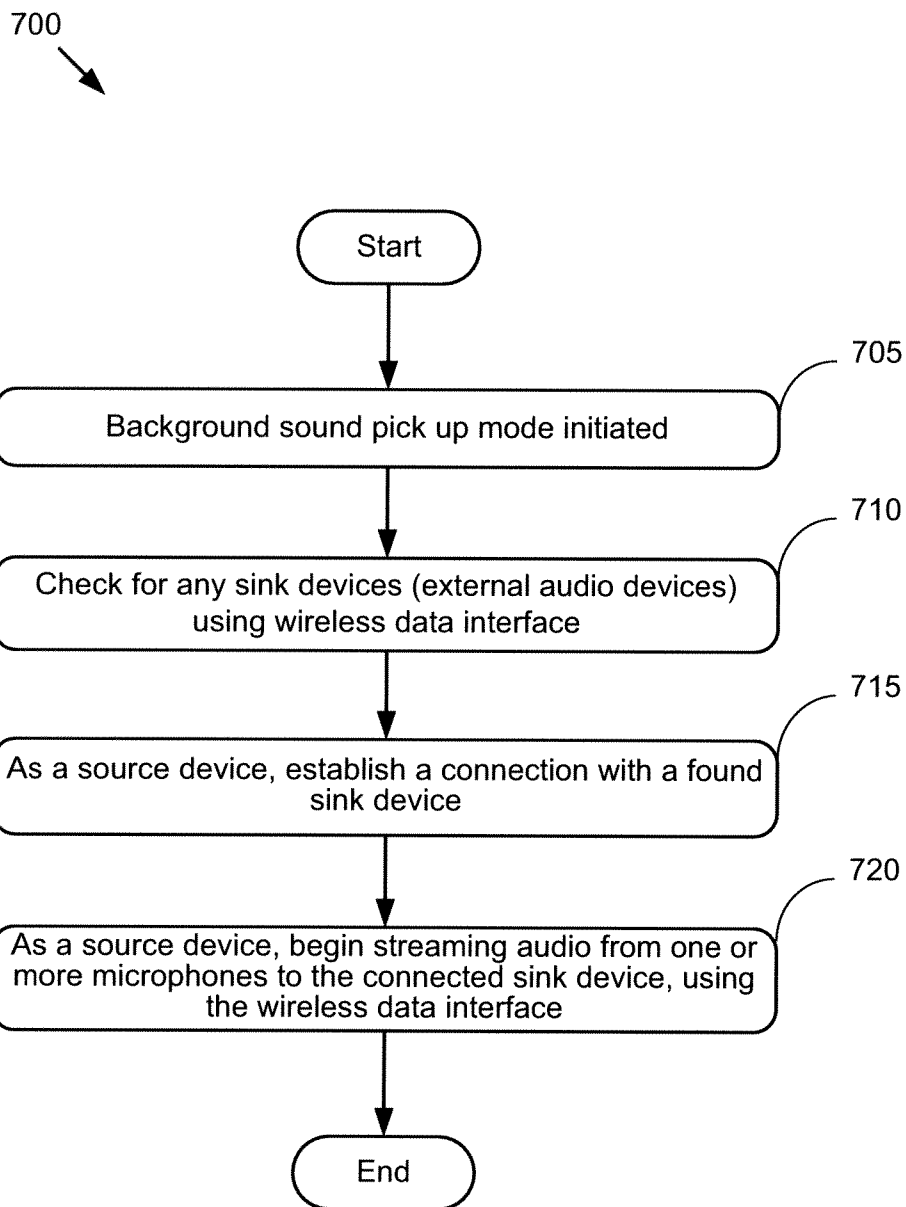 700
Start
705
Background sound pick up mode initiated
710
Check for any sink devices (external audio devices)
using wireless data interface
715
As a source device, establish a connection with a found
sink device
720
As a source device, begin streaming audio from one or
more microphones to the connected sink device, using
the wireless data interface
End